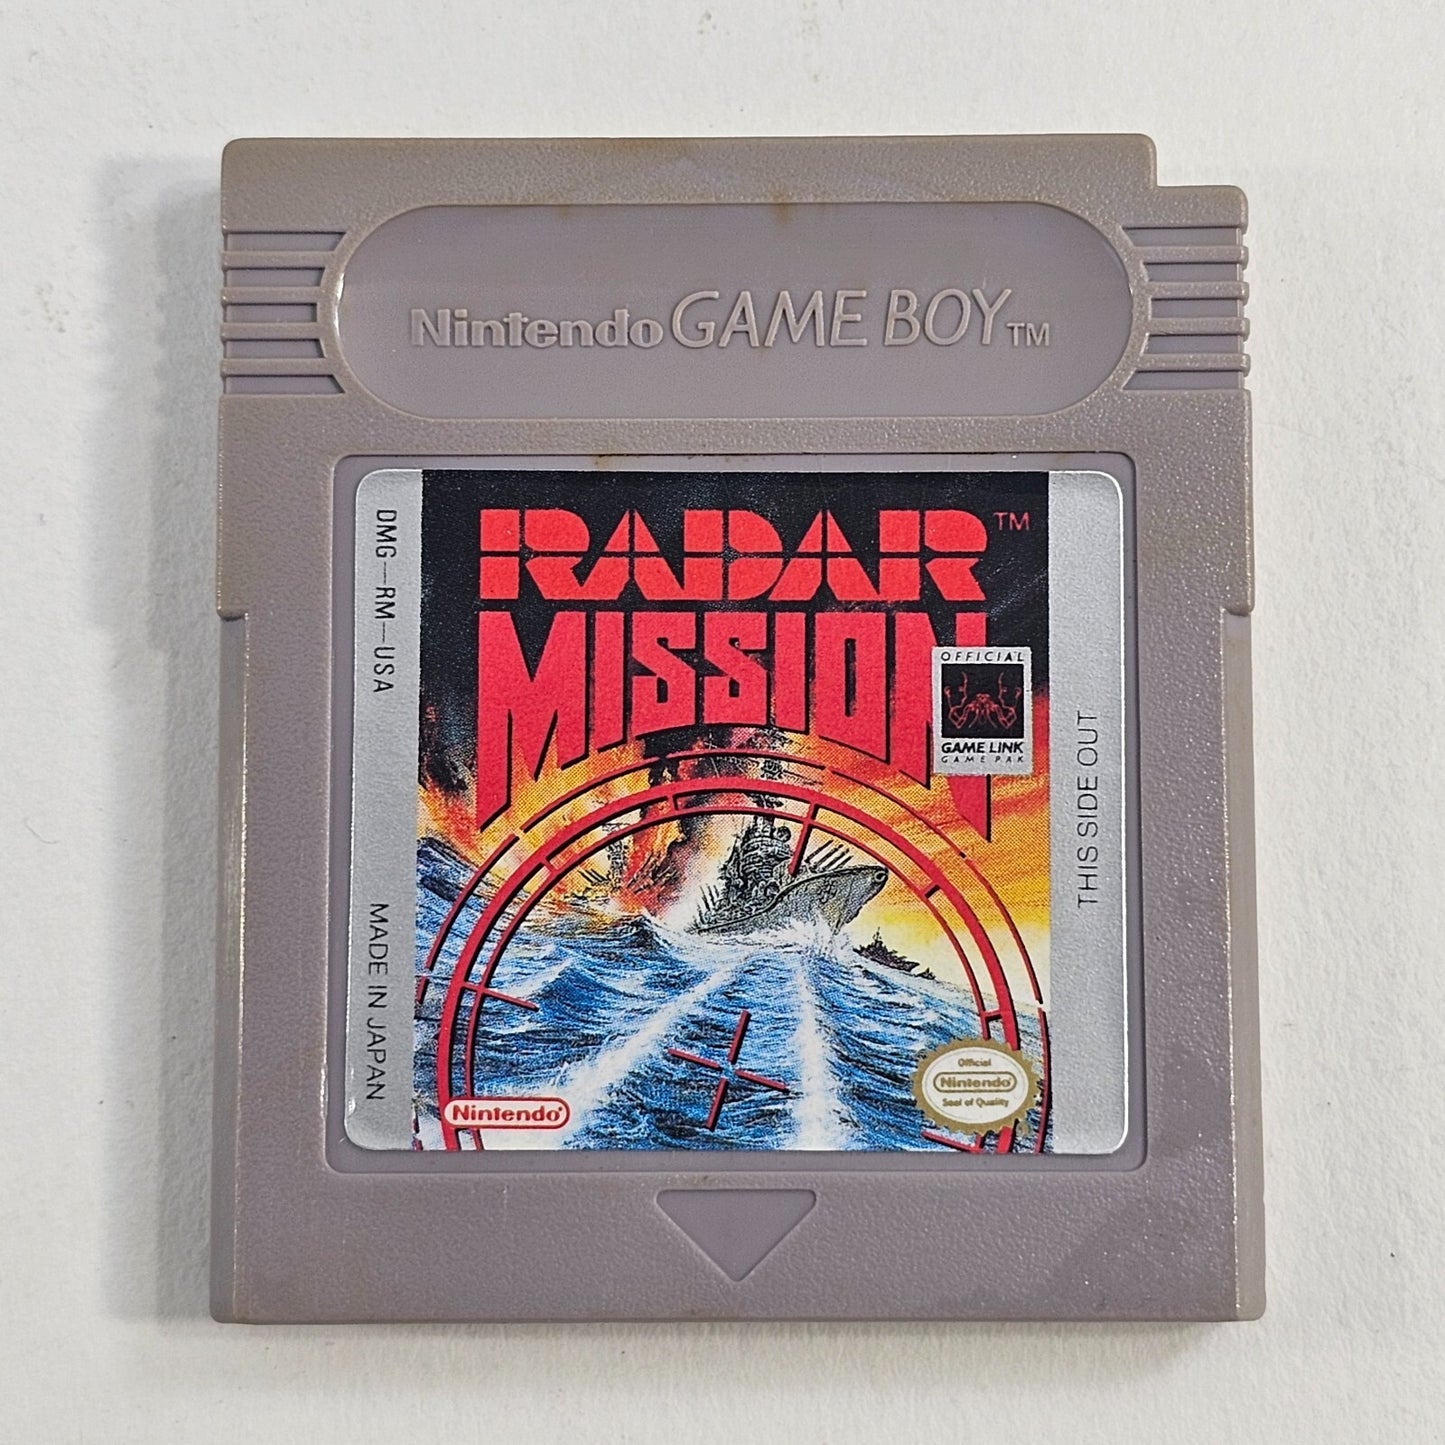 Nintendo GAME BOY TM
DMG-RM-USA
MADE IN JAPAN
RADAR TM
MISSION
OFFICIAL
GAME LINK
GAME PAK
Nintendo®
Official
Nintendo
Seal of Quality
THIS SIDE OUT